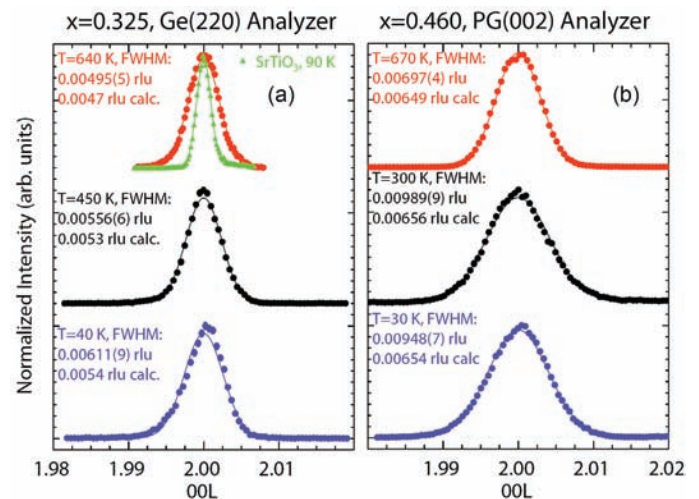 x=0.325, Ge(220) Analyzer
T=640 K, FWHM:
0.00495(5) rlu
0.0047 rlu calc.
SrTiO3, 90 K
(a)
T=450 K, FWHM:
0.00556(6) rlu
0.0053 rlu calc.
T=40 K, FWHM:
0.00611(9) rlu
0.0054 rlu calc.
Normalized Intensity (arb. units)
1.98 1.99 2.00 2.01
00L
x=0.460, PG(002) Analyzer
T=670 K, FWHM:
0.00697(4) rlu
0.00649 rlu calc
(b)
T=300 K, FWHM:
0.00989(9) rlu
0.00656 rlu calc
T=30 K, FWHM:
0.00948(7) rlu
0.00654 rlu calc
1.99 2.00 2.01 2.02
00L